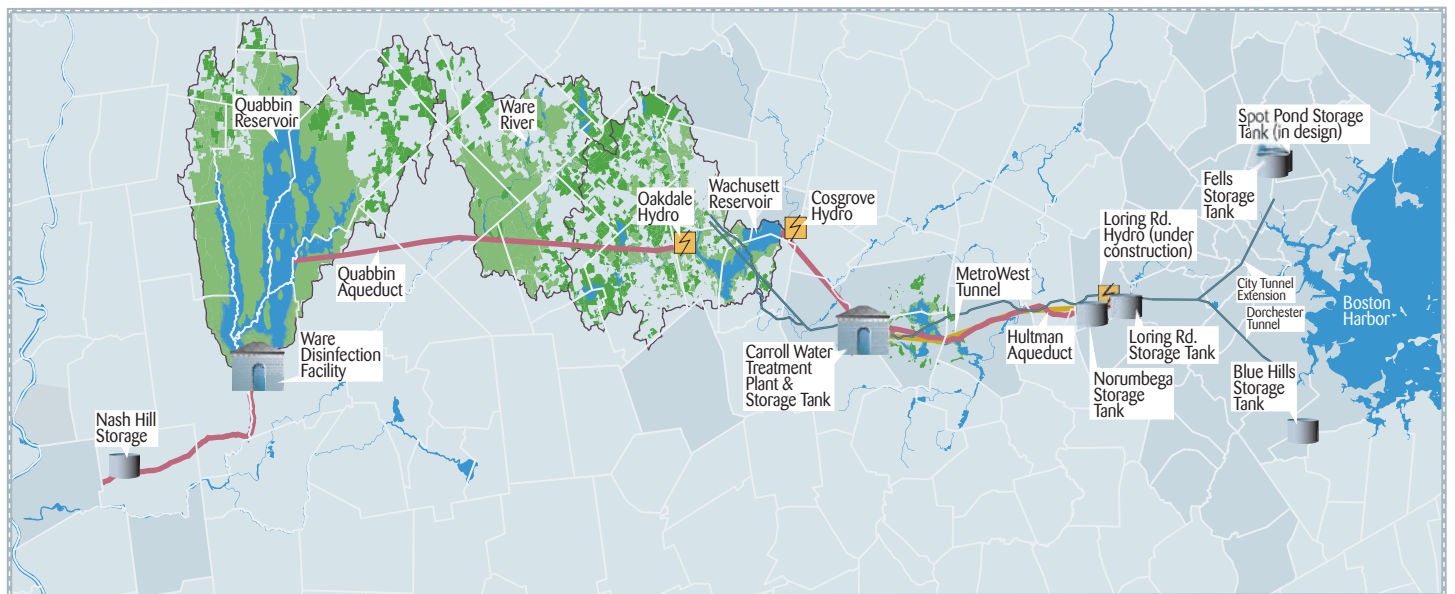 Quabbin
Reservoir
Ware
River
Oakdale
Hydro
Wachusett
Reservoir
Cosgrove
Hydro
Quabbin
Aqueduct
Ware
Disinfection
Facility
Nash Hill
Storage
Carroll Water
Treatment
Plant &
Storage Tank
MetroWest
Tunnel
Hultman
Aqueduct
Loring Rd.
Hydro (under
construction)
Norumbega
Storage
Tank
Loring Rd.
Storage Tank
Spot Pond Storage
Tank (in design)
Fells
Storage
Tank
City Tunnel
Extension
Dorchester
Tunnel
Blue Hills
Storage
Tank
Boston
Harbor